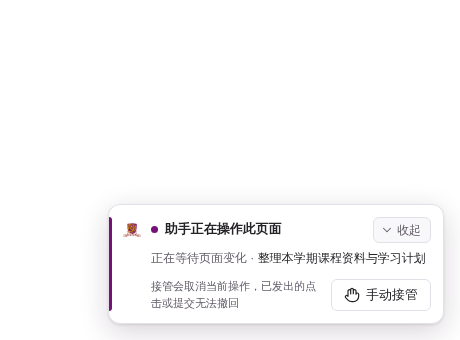 助手正在操作此页面
收起
正在等待页面变化 · 整理本学期课程资料与学习计划
接管会取消当前操作，已发出的点
击或提交无法撤回
手动接管